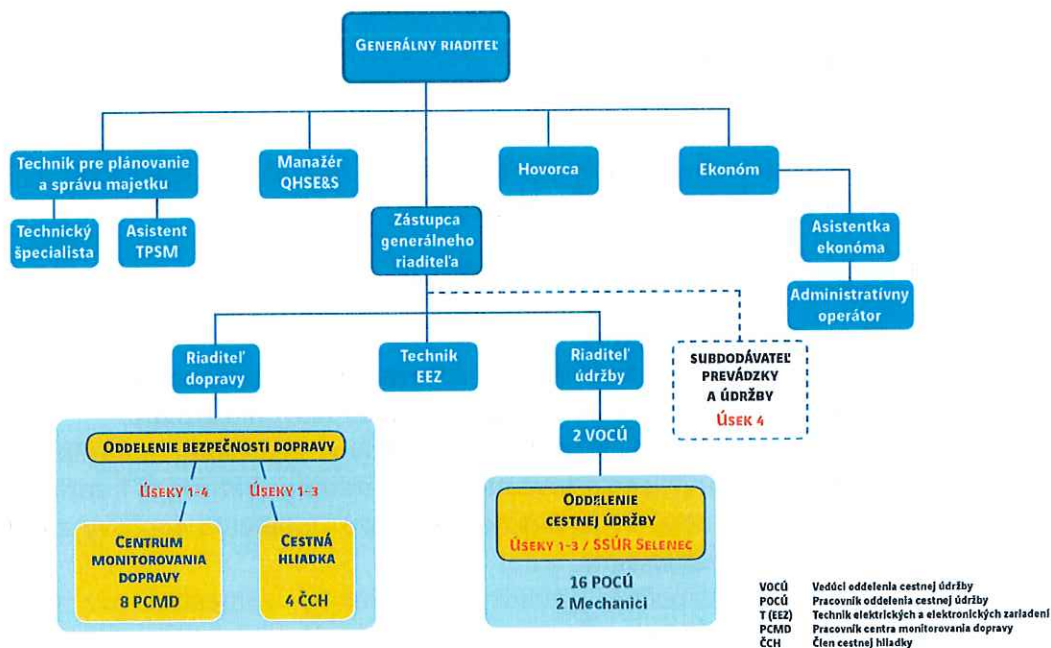 GENERÁLNY RIADITEĽ
Technik pre plánovanie
a správu majetku
Manažér
QHSE&S
Hovorca
Ekonóm
Technický
špecialista
Asistent
TPSM
Zástupca
generálneho
riaditeľa
Asistentka
ekonóma
Administratívny
operátor
Riaditeľ
dopravy
Technik
EEZ
Riaditeľ
údržby
SUBDODÁVATEĽ
PREVÁDZKY
A ÚDRŽBY
ÚSEK 4
2 VOCÚ
ODDELENIE BEZPEČNOSTI DOPRAVY
ÚSEKY 1-4
ÚSEKY 1-3
CENTRUM
MONITOROVANIA
DOPRAVY
8 PCMD
CESTNÁ
HLIADKA
4 ČCH
ODDELENIE
CESTNEJ ÚDRŽBY
ÚSEKY 1-3 / SSÚR SELENEC
16 POCÚ
2 Mechanici
VOCÚ Vedúci oddelenia cestnej údržby
POCÚ Pracovník oddelenia cestnej údržby
T (EEZ) Technik elektrických a elektronických zariadení
PCMD Pracovník centra monitorovania dopravy
ČCH Člen cestnej hliadky